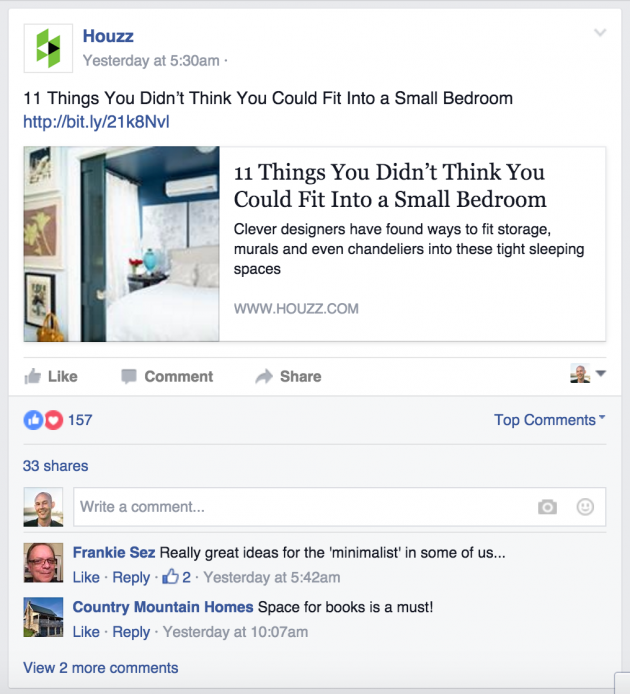 Houzz
Yesterday at 5:30am ·
11 Things You Didn't Think You Could Fit Into a Small Bedroom
http://bit.ly/21k8Nvl
11 Things You Didn't Think You
Could Fit Into a Small Bedroom
Clever designers have found ways to fit storage,
murals and even chandeliers into these tight sleeping
spaces
WWW.HOUZZ.COM
Like Comment Share
157 Top Comments
33 shares
Write a comment...
Frankie Sez Really great ideas for the 'minimalist' in some of us...
Like · Reply · 2 · Yesterday at 5:42am
Country Mountain Homes Space for books is a must!
Like · Reply · Yesterday at 10:07am
View 2 more comments